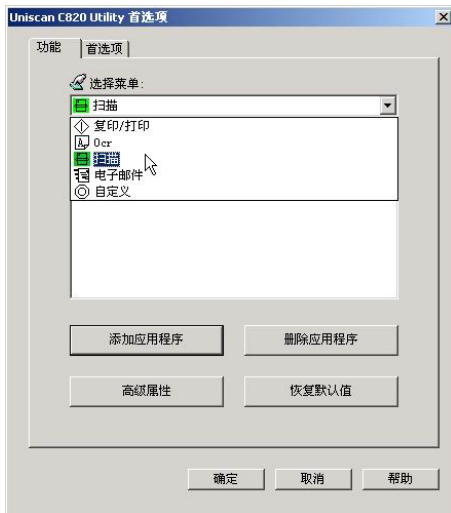 Uniscan C820 Utility 首选项
功能 首选项
选择菜单:
扫描
复印/打印
Ocr
扫描
电子邮件
自定义
添加应用程序 删除应用程序
高级属性 恢复默认值
确定 取消 帮助